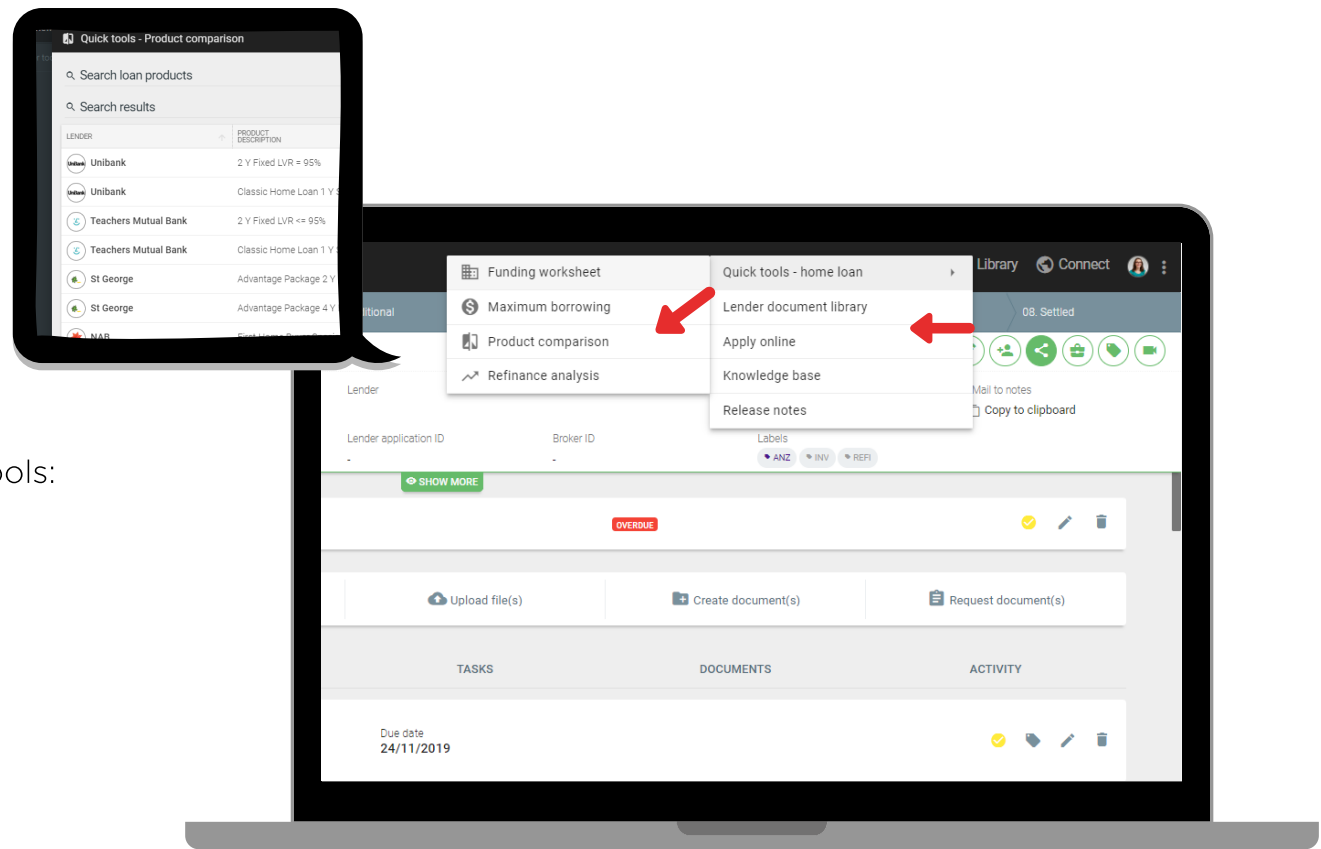 Quick tools - Product comparison
Search loan products
Search results
LENDER
PRODUCT DESCRIPTION
Unibank
2 Y Fixed LVR = 95%
Unibank
Classic Home Loan 1 Y
Teachers Mutual Bank
2 Y Fixed LVR <= 95%
Teachers Mutual Bank
Classic Home Loan 1 Y
St George
Advantage Package 2 Y
St George
Advantage Package 4 Y
NAB
ools:
Library
Connect
Funding worksheet
Maximum borrowing
Product comparison
Refinance analysis
Quick tools - home loan
Lender document library
Apply online
Knowledge base
Release notes
ditional
08. Settled
Lender
Mail to notes
Copy to clipboard
Lender application ID
-
Broker ID
-
Labels
ANZ INV REFI
SHOW MORE
OVERDUE
Upload file(s)
Create document(s)
Request document(s)
TASKS
DOCUMENTS
ACTIVITY
Due date
24/11/2019